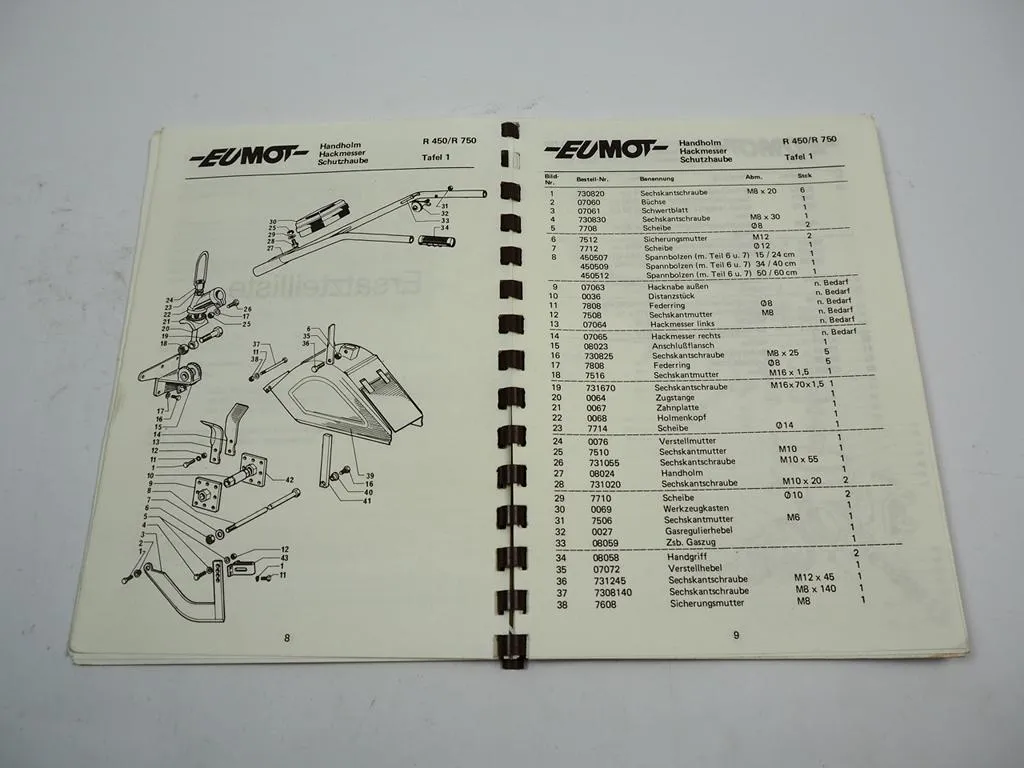 EUMOT
Handholm
Hackmesser
Schutzhaube
R 450/R 750
Tafel 1
30
25
29
28
27
31
32
33
34
24
23
22
21
20
19
18
26
17
25
17
16
15
14
13
12
11
1
10
9
8
7
6
5
4
3
2
1
6
35
36
37
11
38
39
16
40
41
42
12
43
1
11
8
EUMOT
Handholm
Hackmesser
Schutzhaube
R 450/R 750
Tafel 1
Bild-Nr. Bestell-Nr. Benennung Abm. Stck
1 730820 Sechskantschraube M8 x 20 6
2 07060 Büchse 1
3 07061 Schwertblatt 1
4 730830 Sechskantschraube M8 x 30 1
5 7708 Scheibe Ø8 2
6 7512 Sicherungsmutter M12 2
7 7712 Scheibe Ø12 1
8 450507 Spannbolzen (m. Teil 6 u. 7) 15 / 24 cm 1
450509 Spannbolzen (m. Teil 6 u. 7) 34 / 40 cm 1
450512 Spannbolzen (m. Teil 6 u. 7) 50 / 60 cm 1
9 07063 Hacknabe außen n. Bedarf
10 0036 Distanzstück n. Bedarf
11 7808 Federring Ø8 n. Bedarf
12 7508 Sechskantmutter M8 n. Bedarf
13 07064 Hackmesser links n. Bedarf
14 07065 Hackmesser rechts n. Bedarf
15 08023 Anschlußflansch 1
16 730825 Sechskantschraube M8 x 25 5
17 7808 Federring Ø8 5
18 7516 Sechskantmutter M16 x 1,5 1
19 731670 Sechskantschraube M16x70x1,5 1
20 0064 Zugstange 1
21 0067 Zahnplatte 1
22 0068 Holmenkopf 1
23 7714 Scheibe Ø14 1
24 0076 Verstellmutter 1
25 7510 Sechskantmutter M10 1
26 731055 Sechskantschraube M10 x 55 1
27 08024 Handholm 1
28 731020 Sechskantschraube M10 x 20 2
29 7710 Scheibe Ø10 2
30 0069 Werkzeugkasten 1
31 7506 Sechskantmutter M6 1
32 0027 Gasregulierhebel 1
33 08059 Zsb. Gaszug 1
34 08058 Handgriff 2
35 07072 Verstellhebel 1
36 731245 Sechskantschraube M12 x 45 1
37 7308140 Sechskantschraube M8 x 140 1
38 7608 Sicherungsmutter M8 1
9